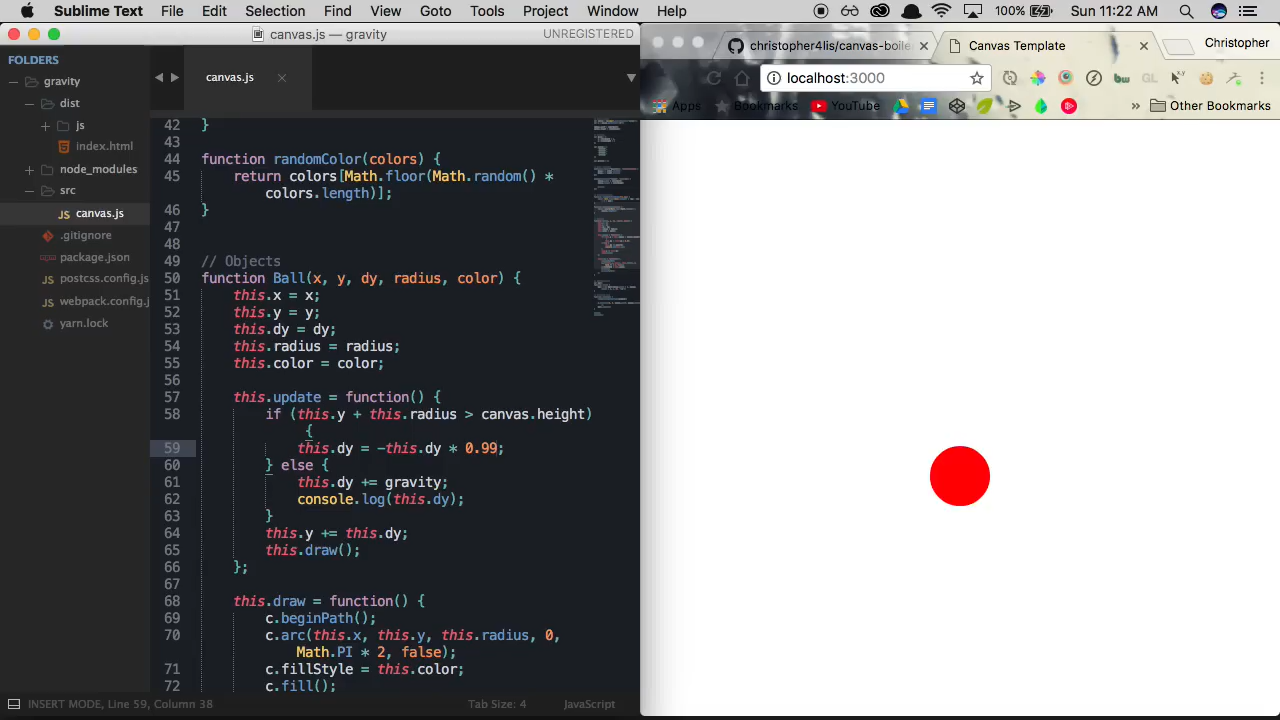 Sublime Text File Edit Selection Find View Goto Tools Project Window Help 100% Sun 11:22 AM
canvas.js — gravity UNREGISTERED
christopher4lis/canvas-boiler Canvas Template Christopher
FOLDERS
canvas.js
localhost:3000
Apps Bookmarks YouTube Other Bookmarks
gravity
dist
js
index.html
node_modules
src
canvas.js
.gitignore
package.json
postcss.config.js
webpack.config.j
yarn.lock
42 }
43
44 function randomColor(colors) {
45 return colors[Math.floor(Math.random() *
colors.length)];
46 }
47
48
49 // Objects
50 function Ball(x, y, dy, radius, color) {
51 this.x = x;
52 this.y = y;
53 this.dy = dy;
54 this.radius = radius;
55 this.color = color;
56
57 this.update = function() {
58 if (this.y + this.radius > canvas.height)
{
59 this.dy = -this.dy * 0.99;
60 } else {
61 this.dy += gravity;
62 console.log(this.dy);
63 }
64 this.y += this.dy;
65 this.draw();
66 };
67
68 this.draw = function() {
69 c.beginPath();
70 c.arc(this.x, this.y, this.radius, 0,
Math.PI * 2, false);
71 c.fillStyle = this.color;
72 c.fill();
INSERT MODE, Line 59, Column 38 Tab Size: 4 JavaScript